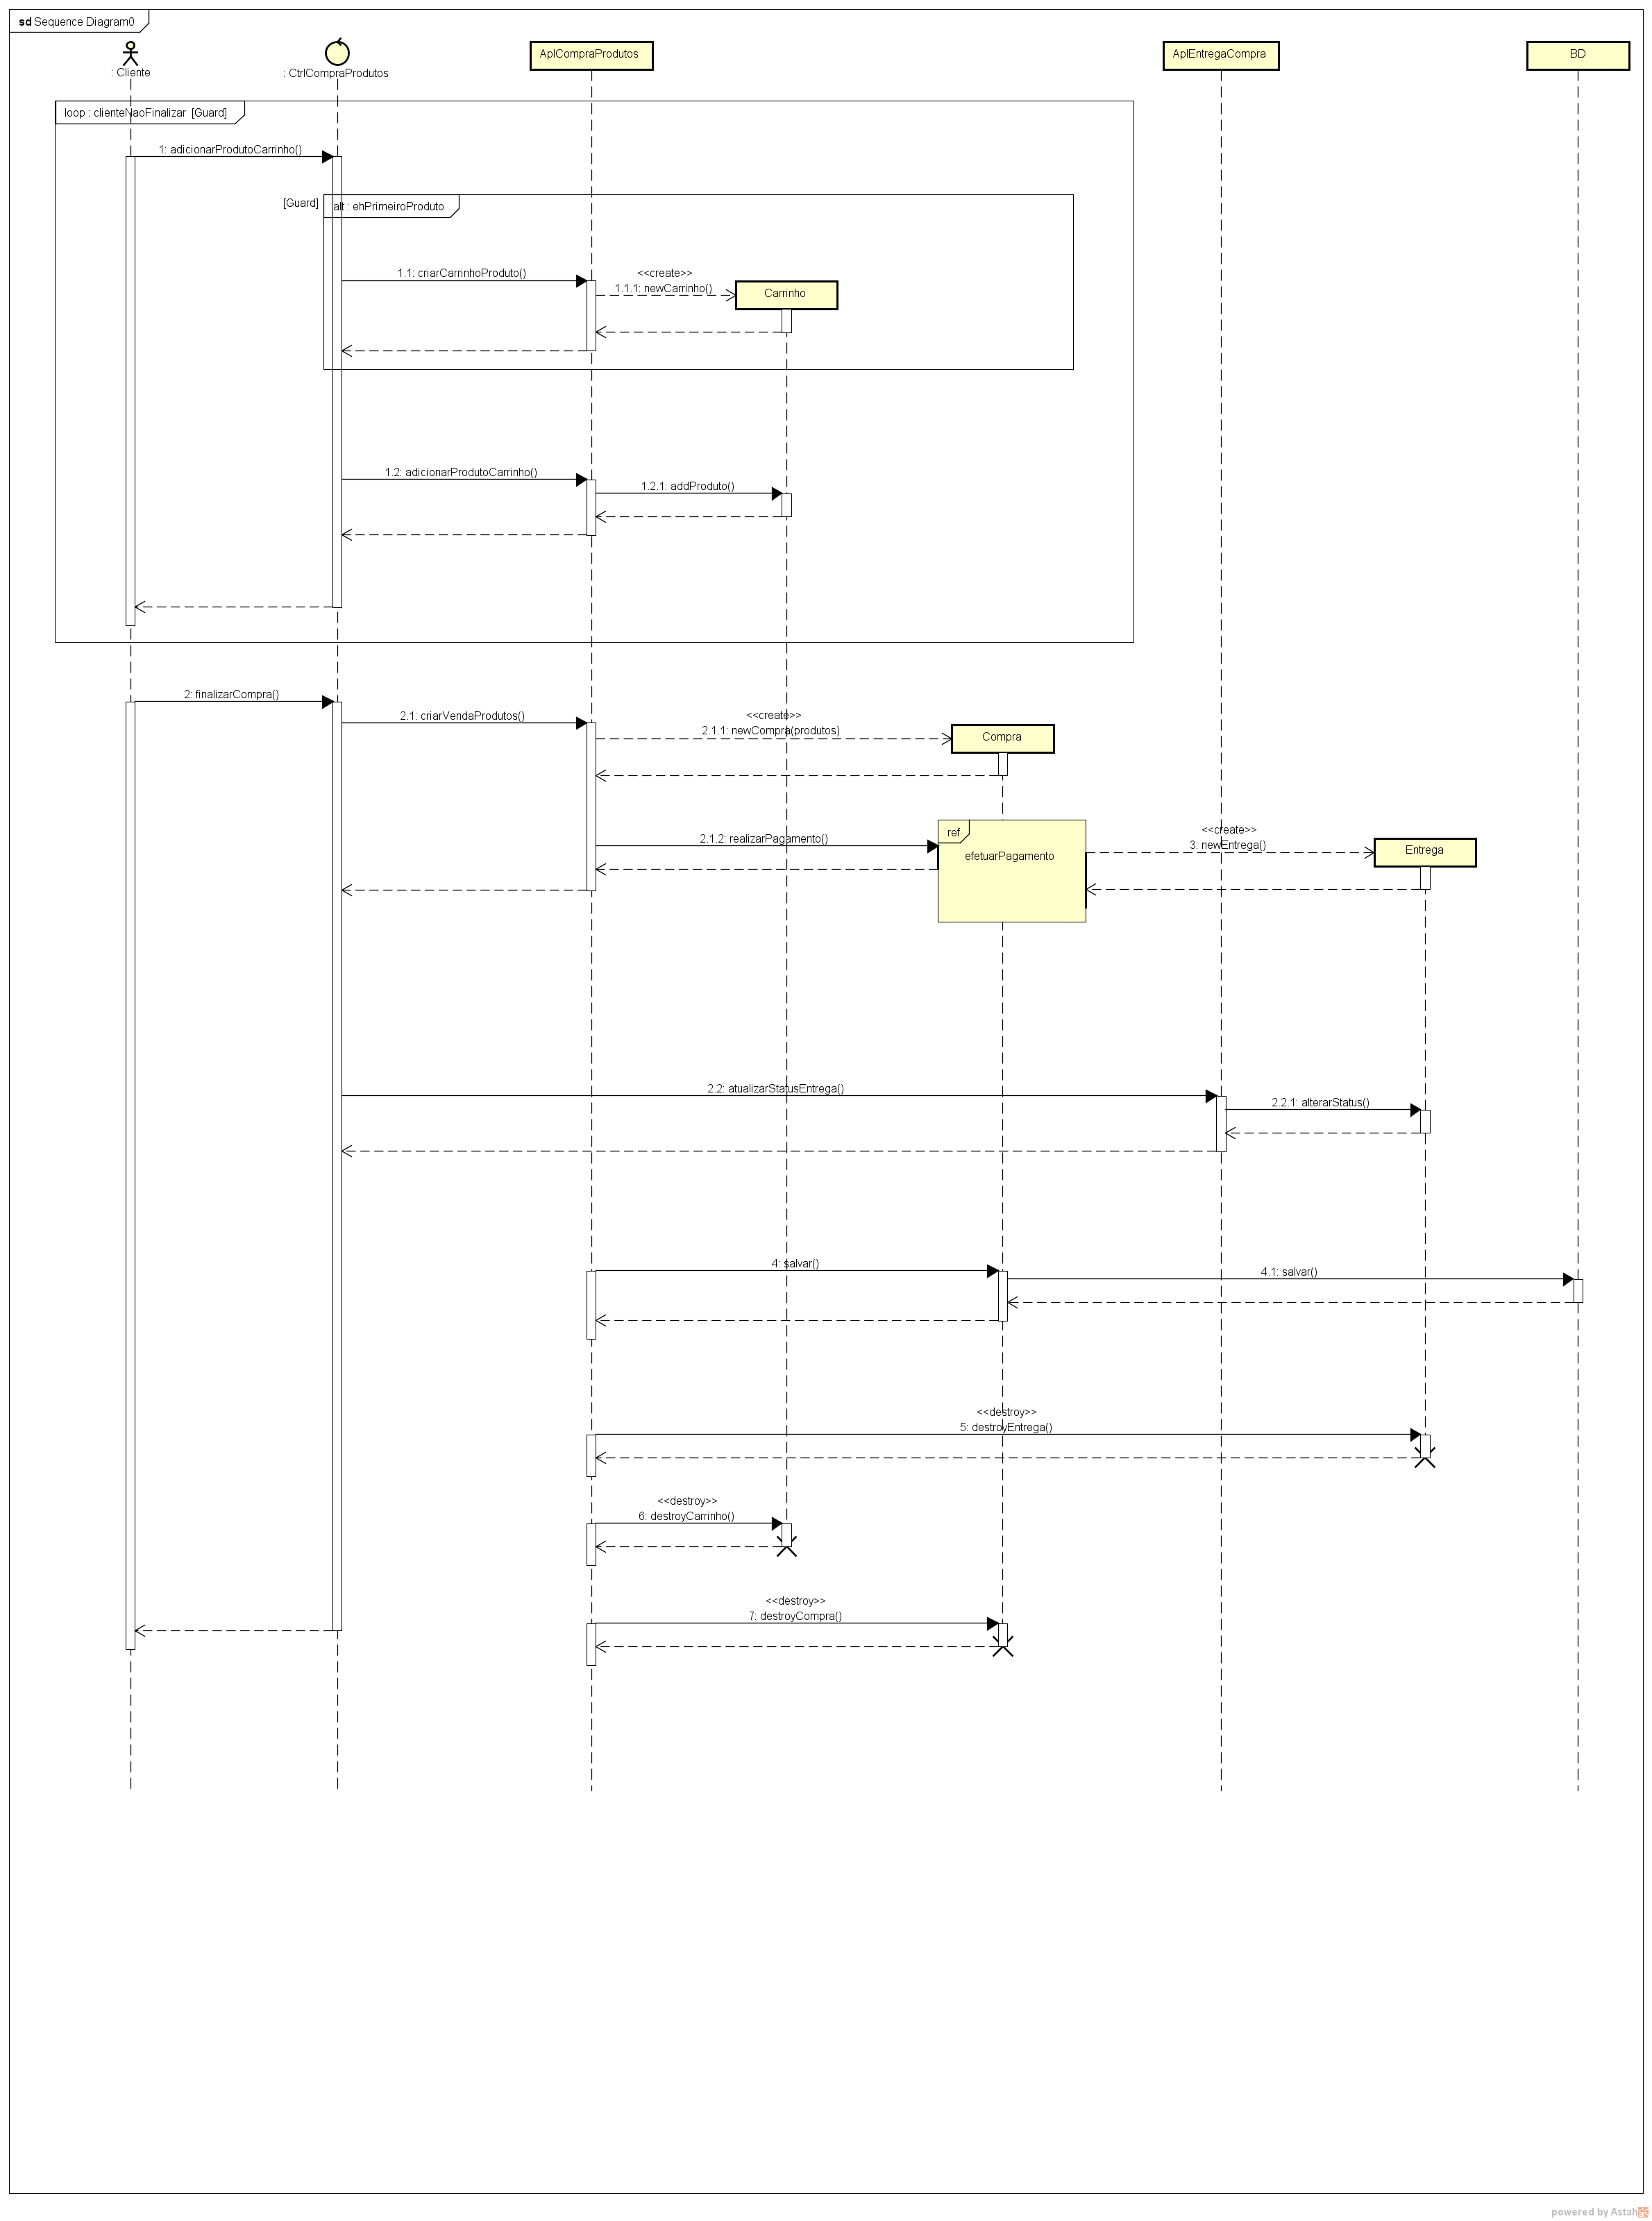 sd Sequence Diagram0
: Cliente
: CtrlCompraProdutos
AplCompraProdutos
AplEntregaCompra
BD
loop : clienteNaoFinalizar [Guard]
1: adicionarProdutoCarrinho()
[Guard]
alt : ehPrimeiroProduto
1.1: criarCarrinhoProduto()
<<create>>
1.1.1: newCarrinho()
Carrinho
1.2: adicionarProdutoCarrinho()
1.2.1: addProduto()
2: finalizarCompra()
2.1: criarVendaProdutos()
<<create>>
2.1.1: newCompra(produtos)
Compra
2.1.2: realizarPagamento()
ref
efetuarPagamento
<<create>>
3: newEntrega()
Entrega
2.2: atualizarStatusEntrega()
2.2.1: alterarStatus()
4: salvar()
4.1: salvar()
<<destroy>>
5: destroyEntrega()
<<destroy>>
6: destroyCarrinho()
<<destroy>>
7: destroyCompra()
powered by Astah